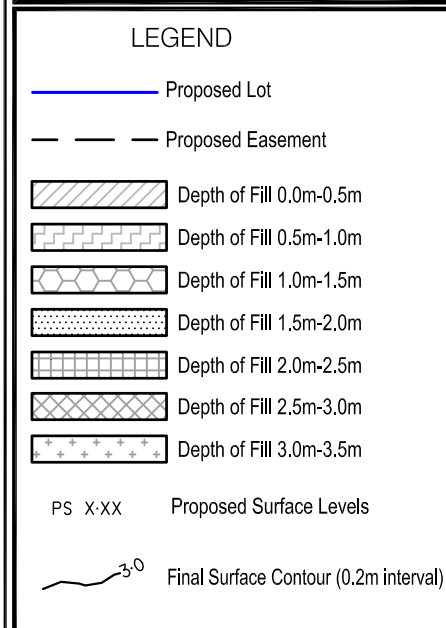 LEGEND
Proposed Lot
Proposed Easement
Depth of Fill 0.0m-0.5m
Depth of Fill 0.5m-1.0m
Depth of Fill 1.0m-1.5m
Depth of Fill 1.5m-2.0m
Depth of Fill 2.0m-2.5m
Depth of Fill 2.5m-3.0m
Depth of Fill 3.0m-3.5m
PS X·XX Proposed Surface Levels
3·0 Final Surface Contour (0.2m interval)